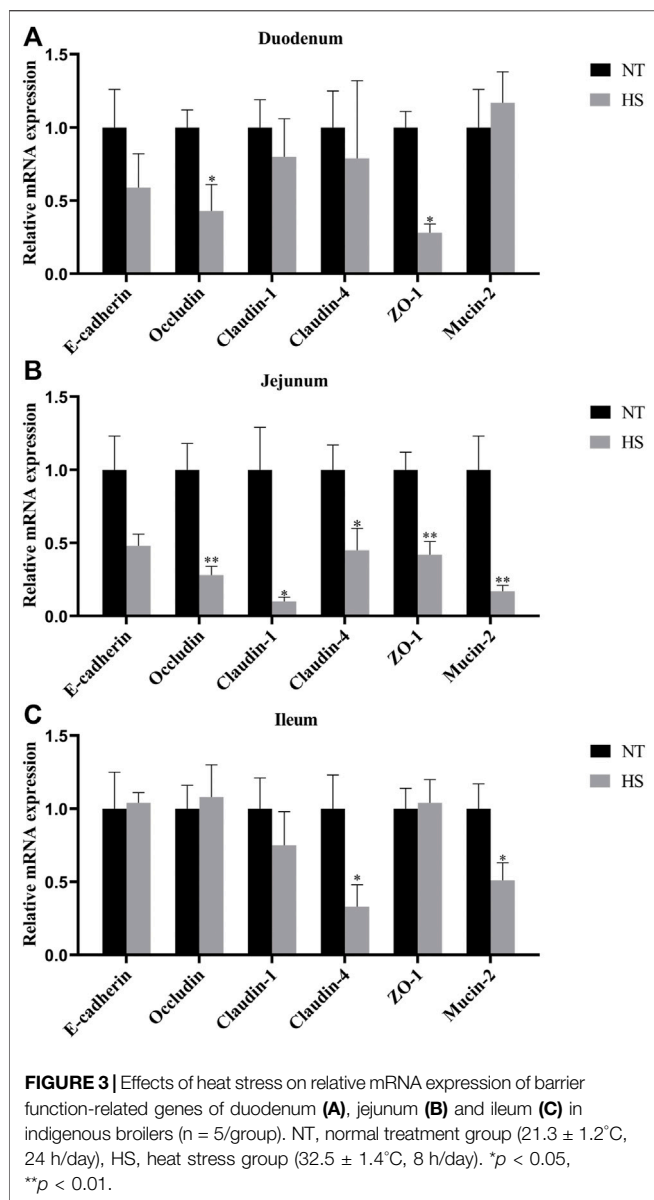 A
Duodenum
Relative mRNA expression
1.5
1.0
0.5
0.0
*
*
E-cadherin
Occludin
Claudin-1
Claudin-4
ZO-1
Mucin-2
NT
HS
B
Jejunum
Relative mRNA expression
1.5
1.0
0.5
0.0
**
*
*
**
**
E-cadherin
Occludin
Claudin-1
Claudin-4
ZO-1
Mucin-2
NT
HS
C
Ileum
Relative mRNA expression
1.5
1.0
0.5
0.0
*
*
E-cadherin
Occludin
Claudin-1
Claudin-4
ZO-1
Mucin-2
NT
HS
FIGURE 3 | Effects of heat stress on relative mRNA expression of barrier
function-related genes of duodenum (A), jejunum (B) and ileum (C) in
indigenous broilers (n = 5/group). NT, normal treatment group (21.3 ± 1.2°C,
24 h/day), HS, heat stress group (32.5 ± 1.4°C, 8 h/day). *p < 0.05,
**p < 0.01.